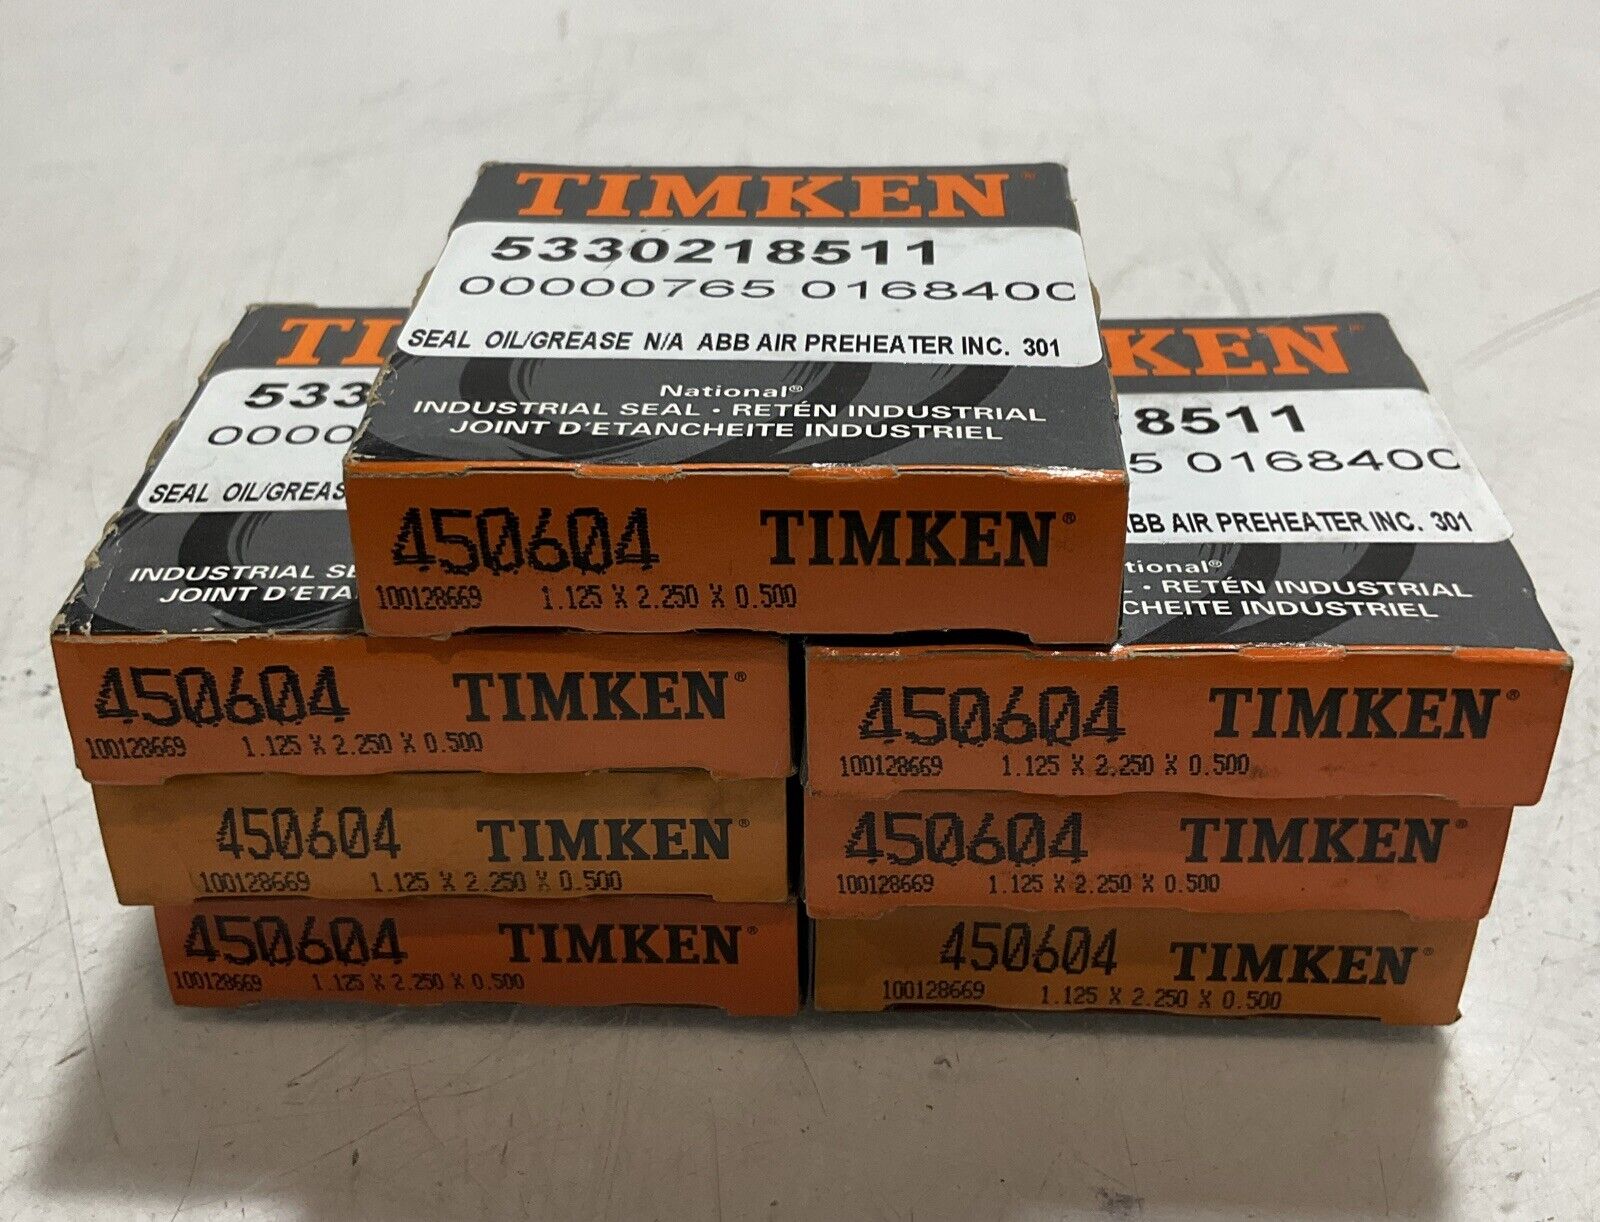 TIMKEN®
5330218511
00000765 016840C
SEAL OIL/GREASE N/A ABB AIR PREHEATER INC. 301
National®
INDUSTRIAL SEAL · RETÉN INDUSTRIAL
JOINT D'ETANCHEITE INDUSTRIEL
450604 TIMKEN®
100128669 1.125 X 2.250 X 0.500
TI
533
0000
SEAL OIL/GREAS
INDUSTRIAL SE
JOINT D'ETA
450604 TIMKEN®
100128669 1.125 X 2.250 X 0.500
450604 TIMKEN®
100128669 1.125 X 2.250 X 0.500
450604 TIMKEN®
100128669 1.125 X 2.250 X 0.500
KEN®
18511
5 016840C
ABB AIR PREHEATER INC. 301
tional®
L · RETÉN INDUSTRIAL
CHEITE INDUSTRIEL
450604 TIMKEN®
100128669 1.125 X 2.250 X 0.500
450604 TIMKEN®
100128669 1.125 X 2.250 X 0.500
450604 TIMKEN®
100128669 1.125 X 2.250 X 0.500